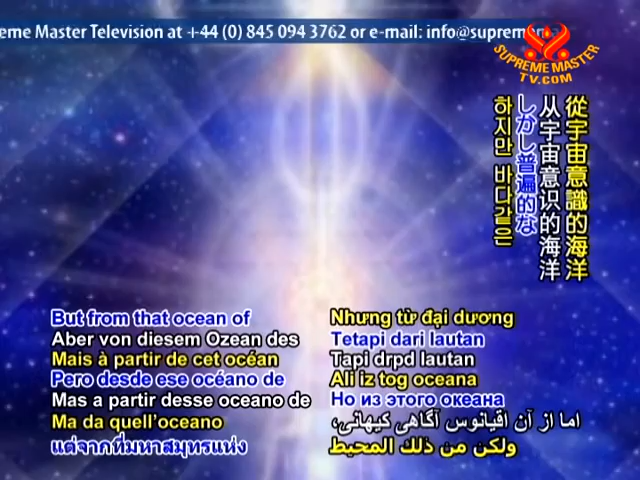 eme Master Television at +44 (0) 845 094 3762 or e-mail: info@suprem
SUPREME MASTER
TV.COM
從宇宙意識的海洋
从宇宙意识的海洋
しかし普遍的な
하지만 바다같은
But from that ocean of
Aber von diesem Ozean des
Mais à partir de cet océan
Pero desde ese océano de
Mas a partir desse oceano de
Ma da quell'oceano
แต่จากที่มหาสมุทรแห่ง
Nhưng từ đại dương
Tetapi dari lautan
Tapi drpd lautan
Ali iz tog oceana
Но из этого океана
اما از آن اقیانوس آگاهی کیهانی،
ولكن من ذلك المحيط